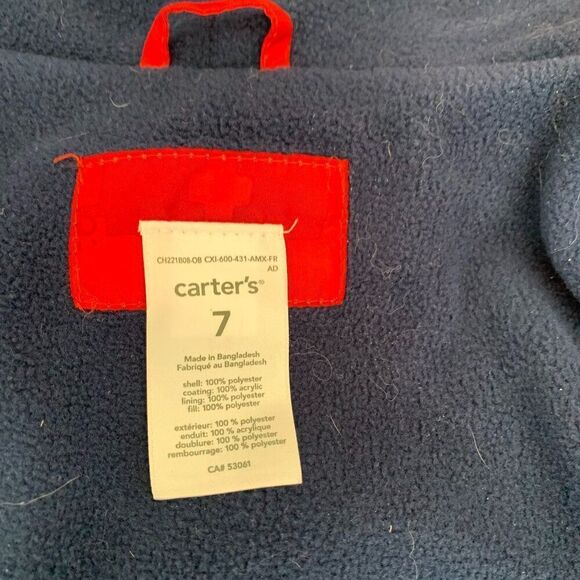 CH221B08-OB CXI-600-431-AMX-FR
AD
carter's®
7
Made in Bangladesh
Fabriqué au Bangladesh
shell: 100% polyester
coating: 100% acrylic
lining: 100% polyester
fill: 100% polyester
extérieur: 100 % polyester
enduit: 100 % acrylique
doublure: 100 % polyester
rembourrage: 100 % polyester
CA# 53061